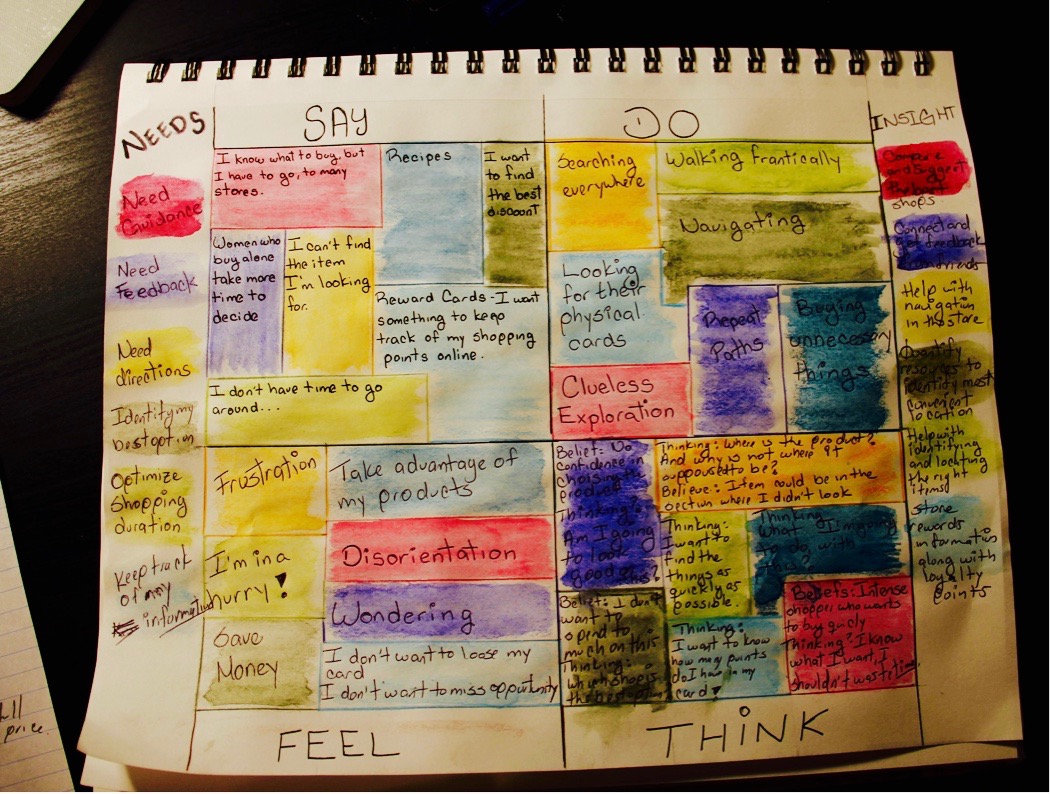 NEEDS
Need
Guidance
Need
Feedback
Need
directions
Identify my
best option
Optimize
Shopping
duration
Keep track
of my
information
SAY
I know what to buy, but
I have to go, to many
stores.
Recipes
I want
to find
the best
discount
Women who
buy alone
take more
time to
decide
I can't find
the item
I'm looking
for.
Reward Cards - I want
something to keep
track of my shopping
points online.
I don't have time to go
around...
DO
Searching
everywhere
Walking frantically
Navigating
Looking
for their
physical
cards
Repeat
Paths
Buying
unnecessary
things
Clueless
Exploration
INSIGHT
Compare
and suggest
the best
shops
Connect and
get feedback
friends
Help with
navigation
in the store
Quantify
resources to
identify most
convenient
location
Help with
identifying
and locating
the right
items
store
rewords
information
along with
loyalty
points
Frustration
Take advantage of
my products
Disorientation
I'm in a
hurry!
Wondering
Save
Money
I don't want to loose my
card
I don't want to miss opportunity
FEEL
Belief: No
confidence in
choising the
product
Thinking:
Am I going
to look
good
Thinking: Where is the product?
And why is not where it
suppoused to be?
Believe: Item could be in the
section where I didn't look
Thinking:
I want to
find the
things as
quickly as
possible.
Thinking
What I'm going
to do with
Belief: I don't
want to
spend to
much on this
Thinking:
which shop is
the best option
Thinking:
I want to know
how many points
do I have in my
card?
Beliefs: Intense
shopper who wants
to buy quicly
Thinking: I know
what I want, I
shouldn't waste time
THINK
price.